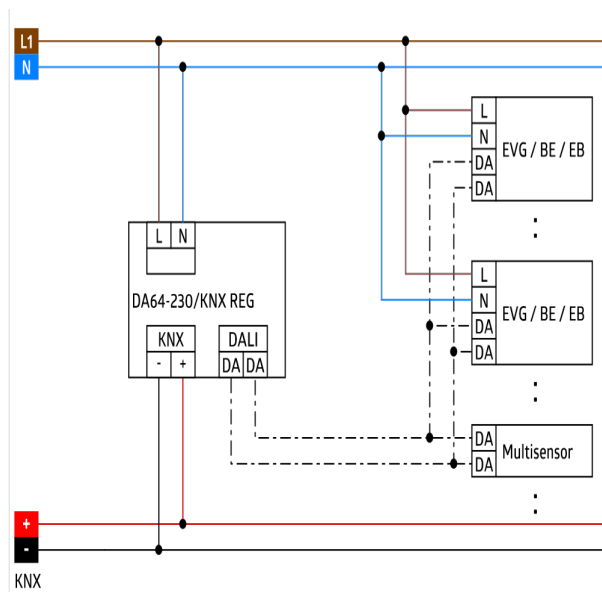 L1
N
L
N
DA
DA
EVG / BE / EB
:
L N
DA64-230/KNX REG
KNX
- +
DALI
DA DA
L
N
DA
DA
EVG / BE / EB
:
DA
DA
Multisensor
:
+
-
KNX